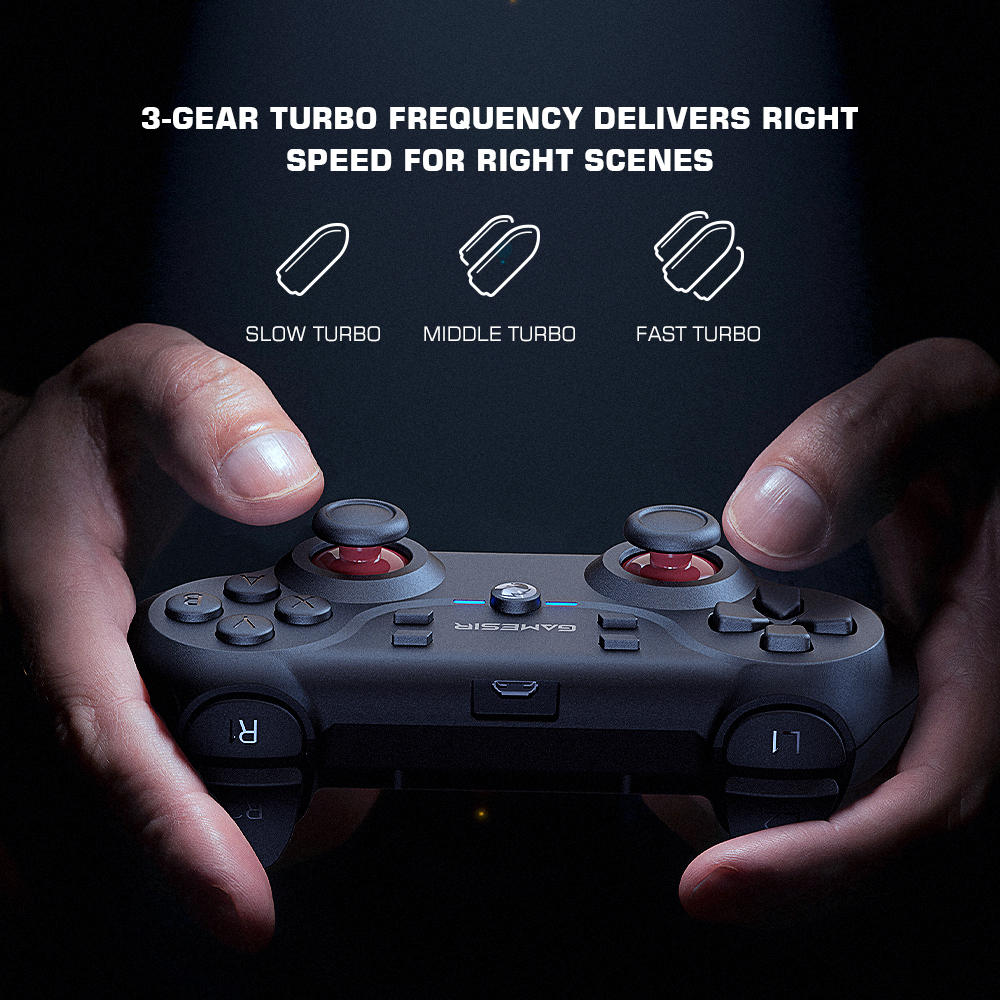 3-GEAR TURBO FREQUENCY DELIVERS RIGHT
SPEED FOR RIGHT SCENES
SLOW TURBO
MIDDLE TURBO
FAST TURBO
A
B
X
Y
GAMESIR
R1
L1
R2